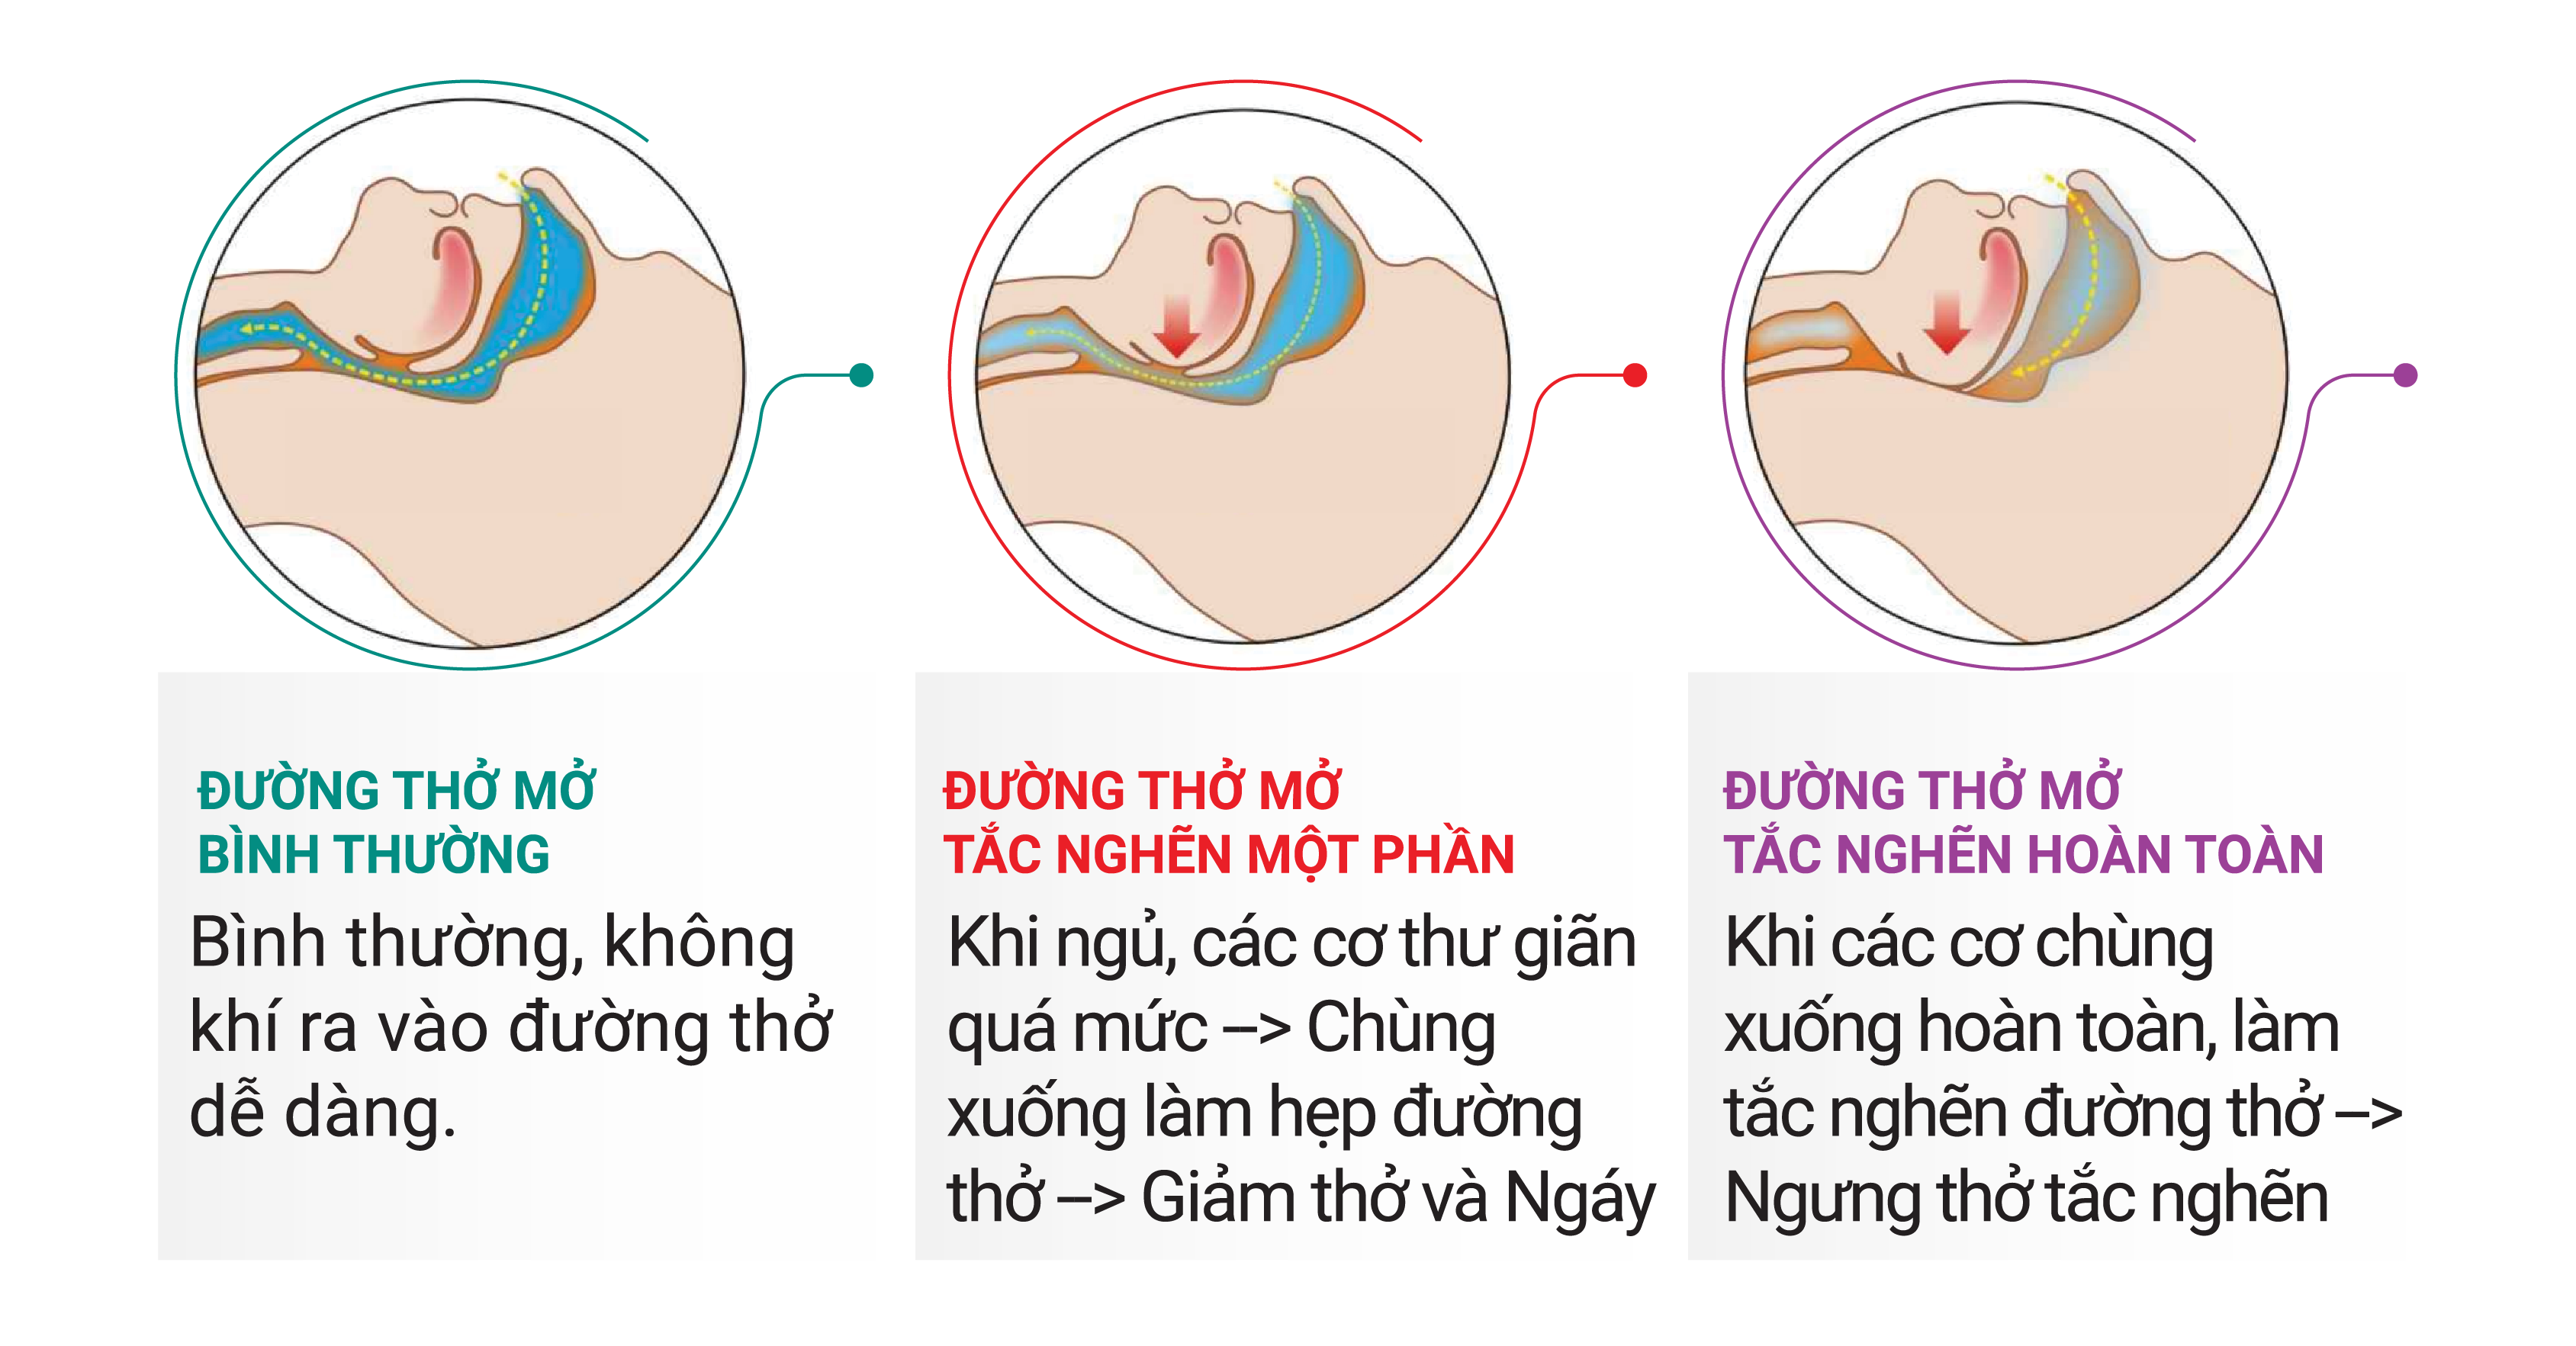 ĐƯỜNG THỞ MỞ
BÌNH THƯỜNG
Bình thường, không
khí ra vào đường thở
dễ dàng.
ĐƯỜNG THỞ MỞ
TẮC NGHẼN MỘT PHẦN
Khi ngủ, các cơ thư giãn
quá mức --> Chùng
xuống làm hẹp đường
thở --> Giảm thở và Ngáy
ĐƯỜNG THỞ MỞ
TẮC NGHẼN HOÀN TOÀN
Khi các cơ chùng
xuống hoàn toàn, làm
tắc nghẽn đường thở -->
Ngưng thở tắc nghẽn